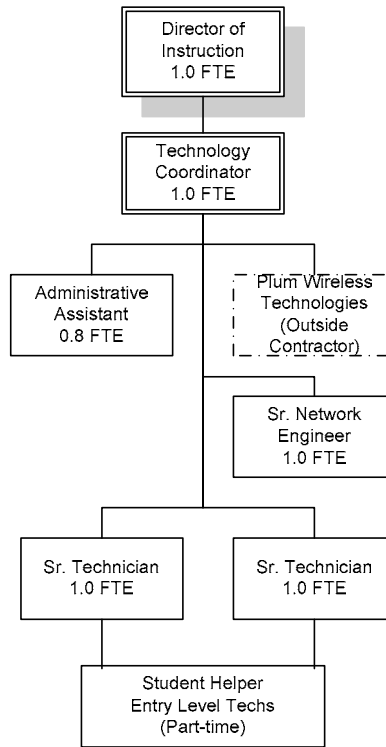 Director of
Instruction
1.0 FTE
Technology
Coordinator
1.0 FTE
Administrative
Assistant
0.8 FTE
Plum Wireless
Technologies
(Outside
Contractor)
Sr. Network
Engineer
1.0 FTE
Sr. Technician
1.0 FTE
Sr. Technician
1.0 FTE
Student Helper
Entry Level Techs
(Part-time)